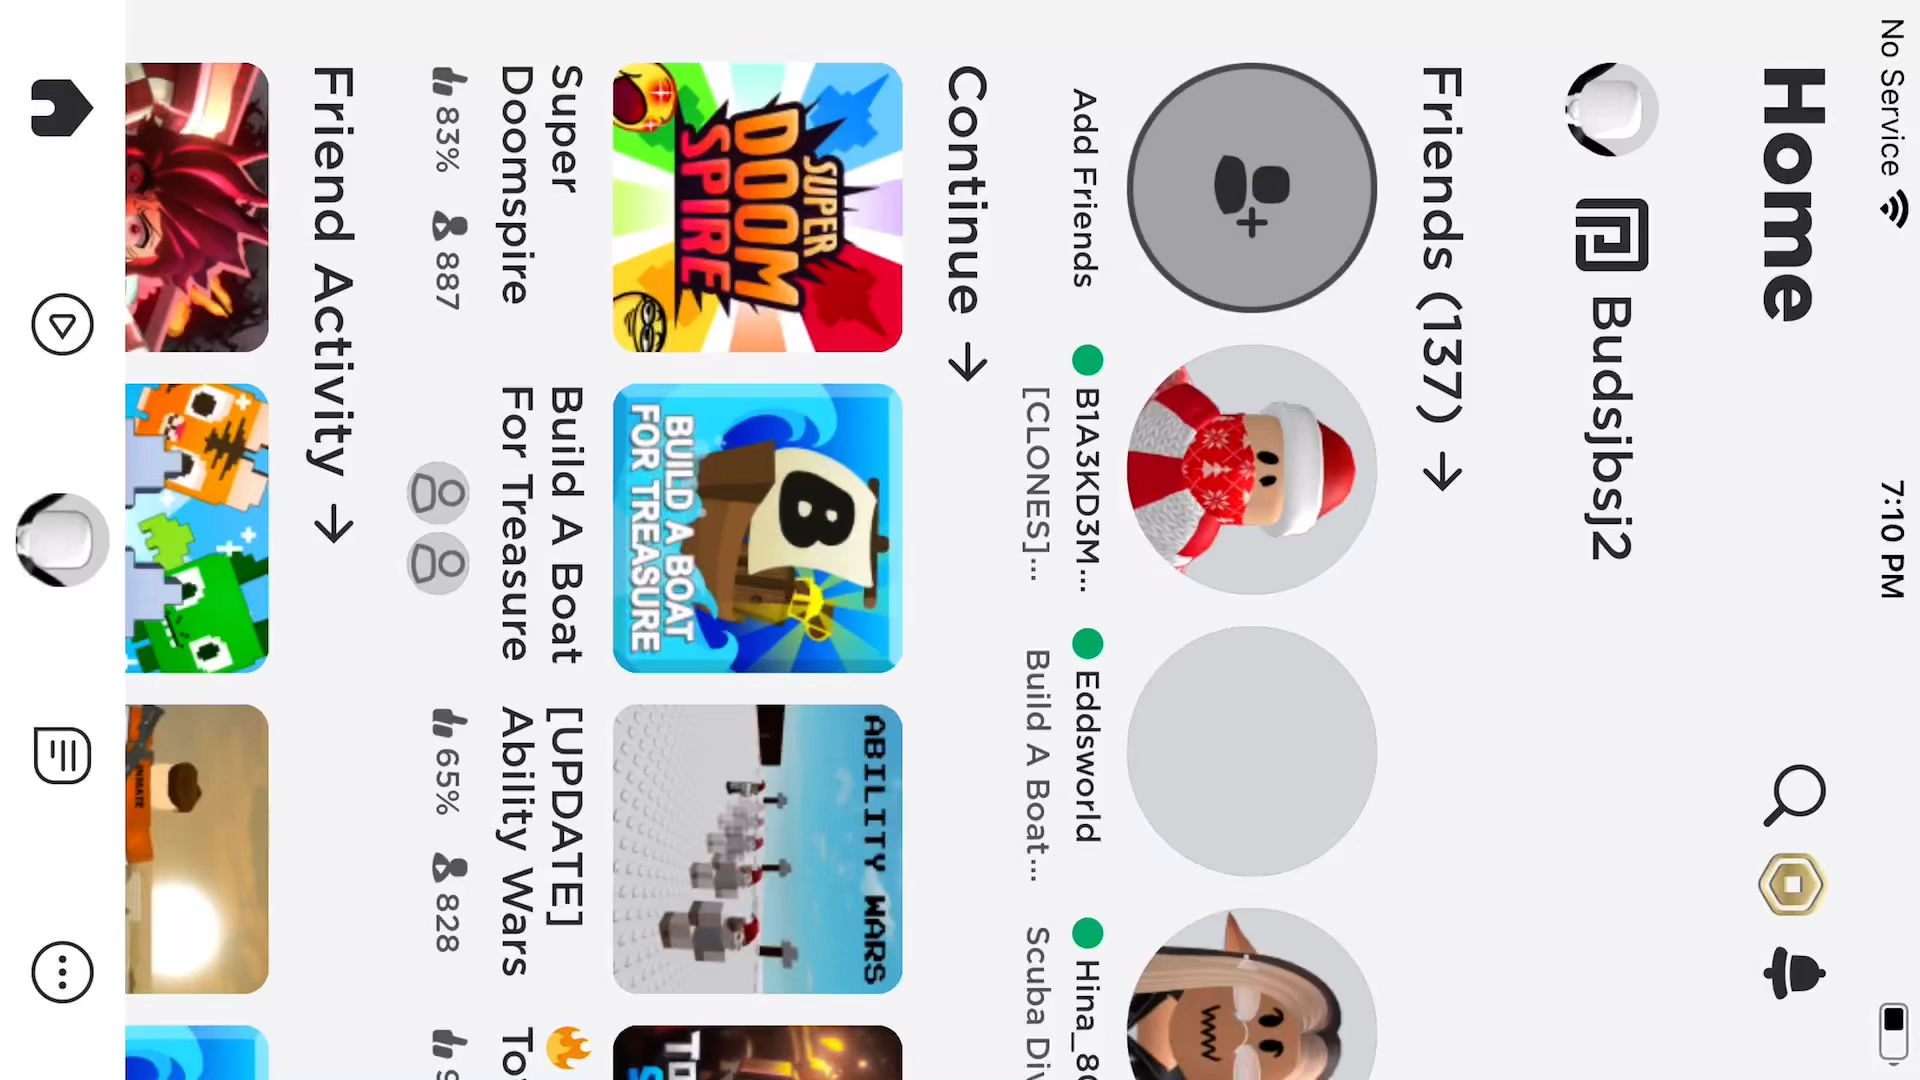 No Service
7:10 PM
Home
Budsjbsj2
Friends (137)
Add Friends
B1A3KD3M...
[CLONES]...
Eddsworld
Build A Boat...
Hina_8
Scuba Di
Continue
SUPER
DOOM
SPIRE
B
BUILD A BOAT
FOR TREASURE
ABILITY WARS
Super
Doomspire
83%
887
Build A Boat
For Treasure
[UPDATE]
Ability Wars
65%
828
To
Friend Activity
INMATE